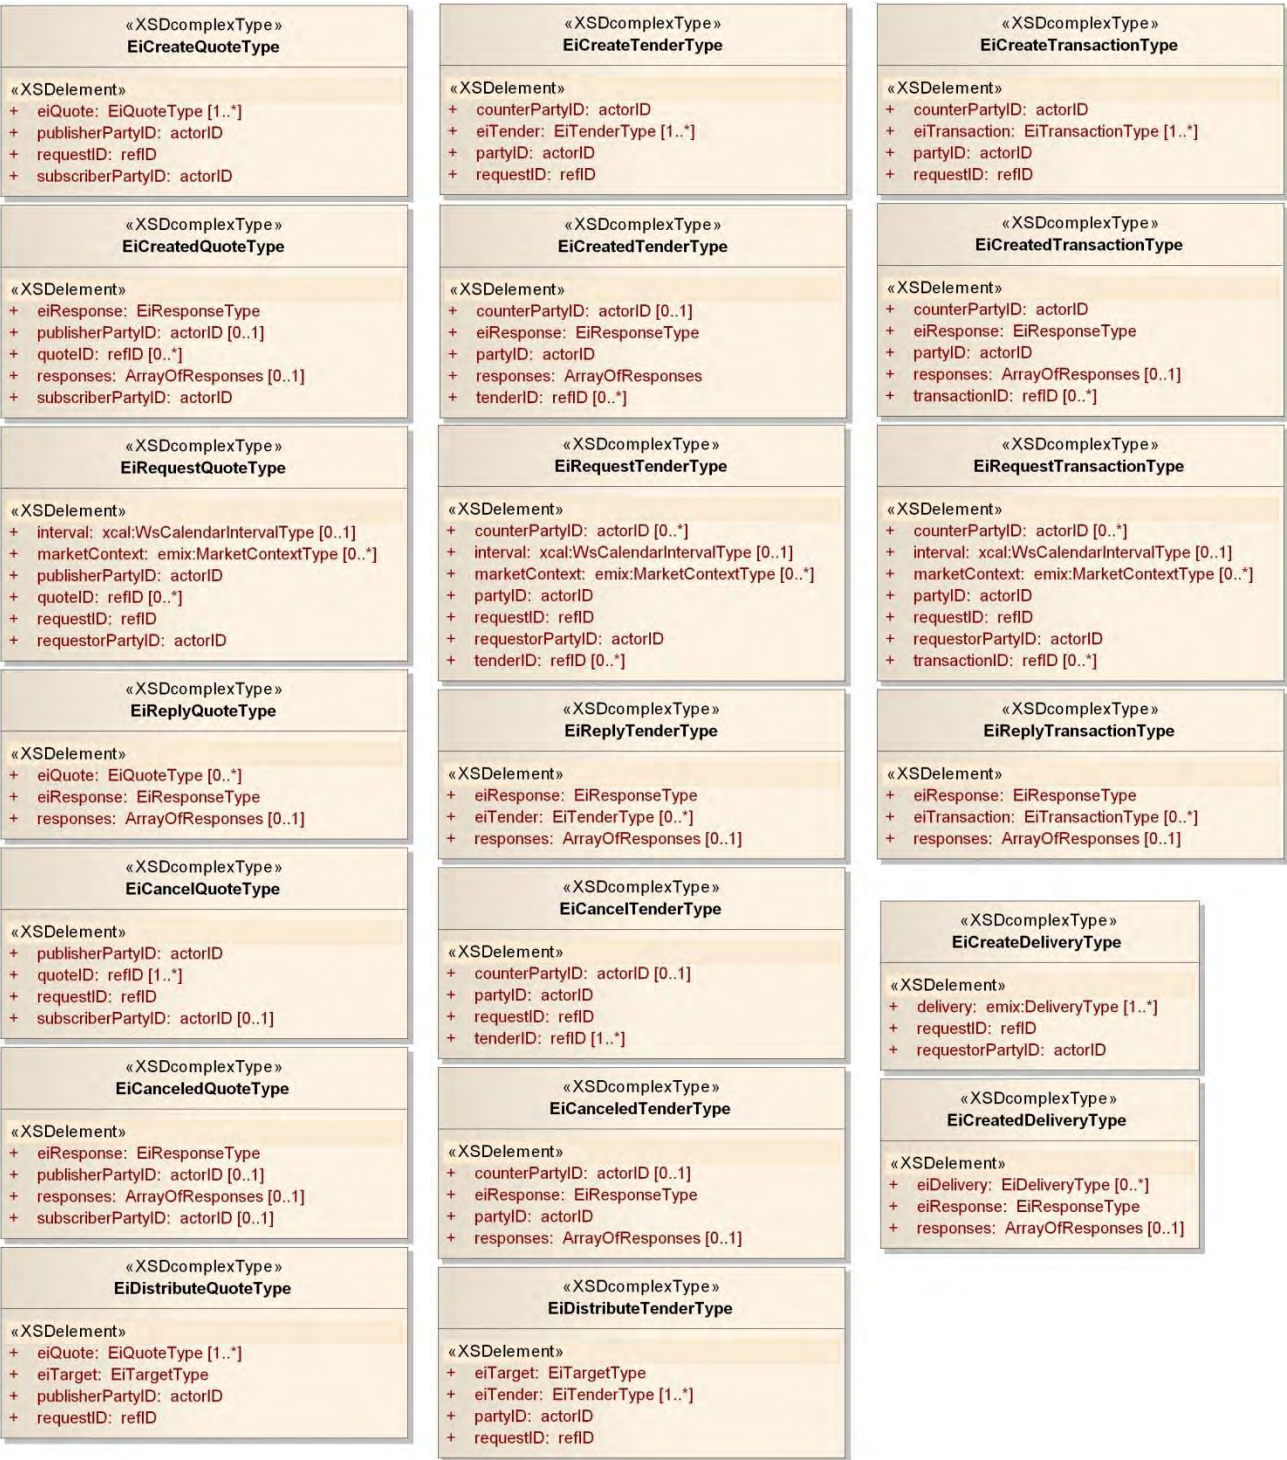 «XSDcomplexType»
EiCreateQuoteType
«XSDelement»
+ eiQuote: EiQuoteType [1..*]
+ publisherPartyID: actorID
+ requestID: refID
+ subscriberPartyID: actorID
«XSDcomplexType»
EiCreatedQuoteType
«XSDelement»
+ eiResponse: EiResponseType
+ publisherPartyID: actorID [0..1]
+ quoteID: refID [0..*]
+ responses: ArrayOfResponses [0..1]
+ subscriberPartyID: actorID
«XSDcomplexType»
EiRequestQuoteType
«XSDelement»
+ interval: xcal:WsCalendarIntervalType [0..1]
+ marketContext: emix:MarketContextType [0..*]
+ publisherPartyID: actorID
+ quoteID: refID [0..*]
+ requestID: refID
+ requestorPartyID: actorID
«XSDcomplexType»
EiReplyQuoteType
«XSDelement»
+ eiQuote: EiQuoteType [0..*]
+ eiResponse: EiResponseType
+ responses: ArrayOfResponses [0..1]
«XSDcomplexType»
EiCancelQuoteType
«XSDelement»
+ publisherPartyID: actorID
+ quoteID: refID [1..*]
+ requestID: refID
+ subscriberPartyID: actorID [0..1]
«XSDcomplexType»
EiCanceledQuoteType
«XSDelement»
+ eiResponse: EiResponseType
+ publisherPartyID: actorID [0..1]
+ responses: ArrayOfResponses [0..1]
+ subscriberPartyID: actorID [0..1]
«XSDcomplexType»
EiDistributeQuoteType
«XSDelement»
+ eiQuote: EiQuoteType [1..*]
+ eiTarget: EiTargetType
+ publisherPartyID: actorID
+ requestID: refID
«XSDcomplexType»
EiCreateTenderType
«XSDelement»
+ counterPartyID: actorID
+ eiTender: EiTenderType [1..*]
+ partyID: actorID
+ requestID: refID
«XSDcomplexType»
EiCreatedTenderType
«XSDelement»
+ counterPartyID: actorID [0..1]
+ eiResponse: EiResponseType
+ partyID: actorID
+ responses: ArrayOfResponses
+ tenderID: refID [0..*]
«XSDcomplexType»
EiRequestTenderType
«XSDelement»
+ counterPartyID: actorID [0..*]
+ interval: xcal:WsCalendarIntervalType [0..1]
+ marketContext: emix:MarketContextType [0..*]
+ partyID: actorID
+ requestID: refID
+ requestorPartyID: actorID
+ tenderID: refID [0..*]
«XSDcomplexType»
EiReplyTenderType
«XSDelement»
+ eiResponse: EiResponseType
+ eiTender: EiTenderType [0..*]
+ responses: ArrayOfResponses [0..1]
«XSDcomplexType»
EiCancelTenderType
«XSDelement»
+ counterPartyID: actorID [0..1]
+ partyID: actorID
+ requestID: refID
+ tenderID: refID [1..*]
«XSDcomplexType»
EiCanceledTenderType
«XSDelement»
+ counterPartyID: actorID [0..1]
+ eiResponse: EiResponseType
+ partyID: actorID
+ responses: ArrayOfResponses [0..1]
«XSDcomplexType»
EiDistributeTenderType
«XSDelement»
+ eiTarget: EiTargetType
+ eiTender: EiTenderType [1..*]
+ partyID: actorID
+ requestID: refID
«XSDcomplexType»
EiCreateTransactionType
«XSDelement»
+ counterPartyID: actorID
+ eiTransaction: EiTransactionType [1..*]
+ partyID: actorID
+ requestID: refID
«XSDcomplexType»
EiCreatedTransactionType
«XSDelement»
+ counterPartyID: actorID
+ eiResponse: EiResponseType
+ partyID: actorID
+ responses: ArrayOfResponses [0..1]
+ transactionID: refID [0..*]
«XSDcomplexType»
EiRequestTransactionType
«XSDelement»
+ counterPartyID: actorID [0..*]
+ interval: xcal:WsCalendarIntervalType [0..1]
+ marketContext: emix:MarketContextType [0..*]
+ partyID: actorID
+ requestID: refID
+ requestorPartyID: actorID
+ transactionID: refID [0..*]
«XSDcomplexType»
EiReplyTransactionType
«XSDelement»
+ eiResponse: EiResponseType
+ eiTransaction: EiTransactionType [0..*]
+ responses: ArrayOfResponses [0..1]
«XSDcomplexType»
EiCreateDeliveryType
«XSDelement»
+ delivery: emix:DeliveryType [1..*]
+ requestID: refID
+ requestorPartyID: actorID
«XSDcomplexType»
EiCreatedDeliveryType
«XSDelement»
+ eiDelivery: EiDeliveryType [0..*]
+ eiResponse: EiResponseType
+ responses: ArrayOfResponses [0..1]